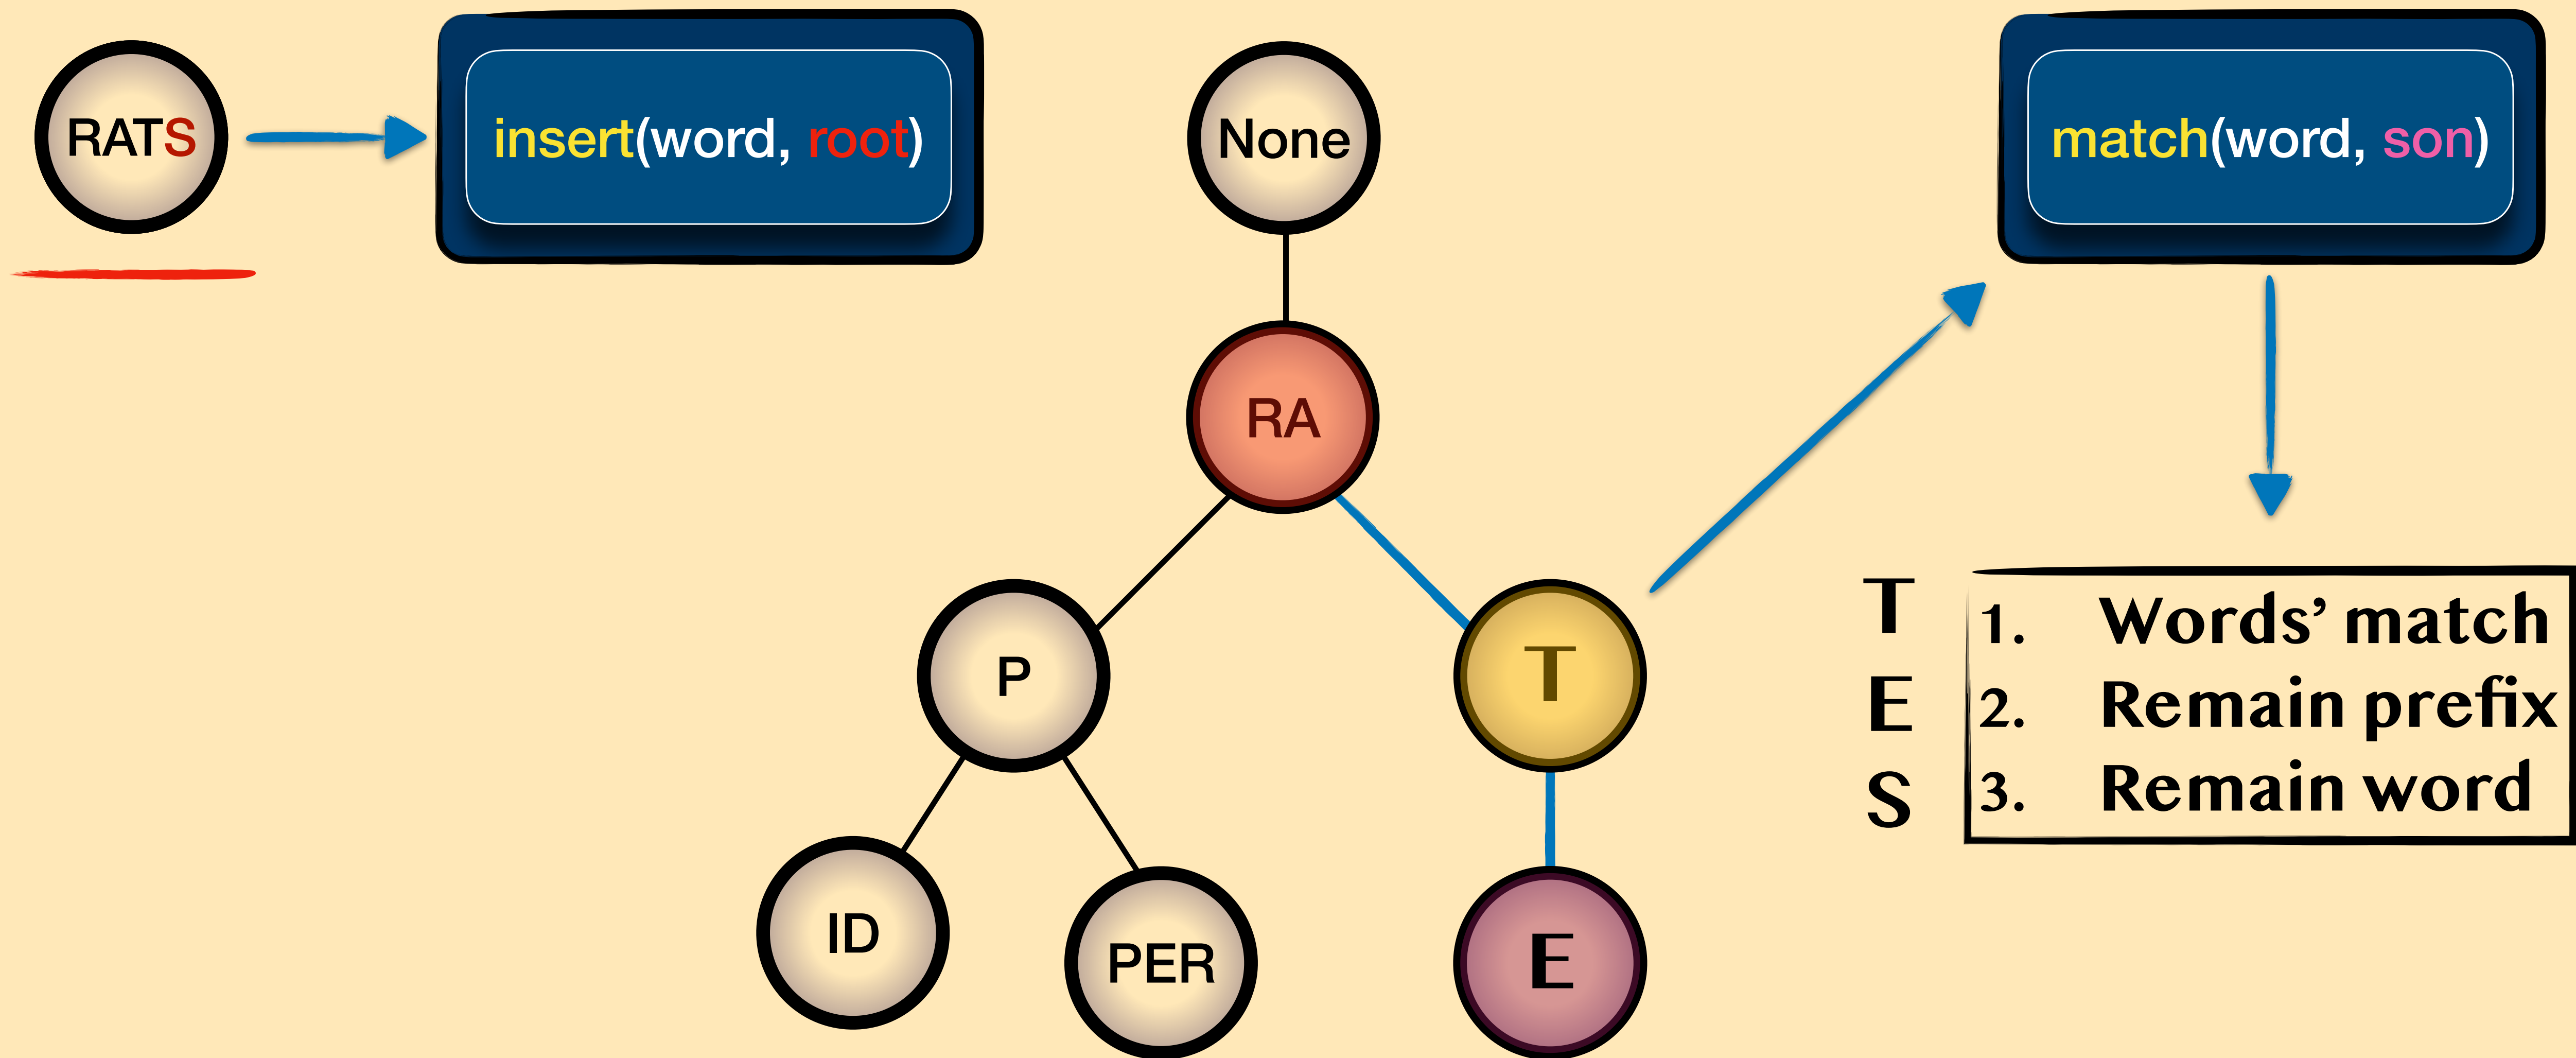 RATS
insert(word, root)
None
match(word, son)
RA
P
T
ID
PER
E
T
E
S
1. Words’ match
2. Remain prefix
3. Remain word